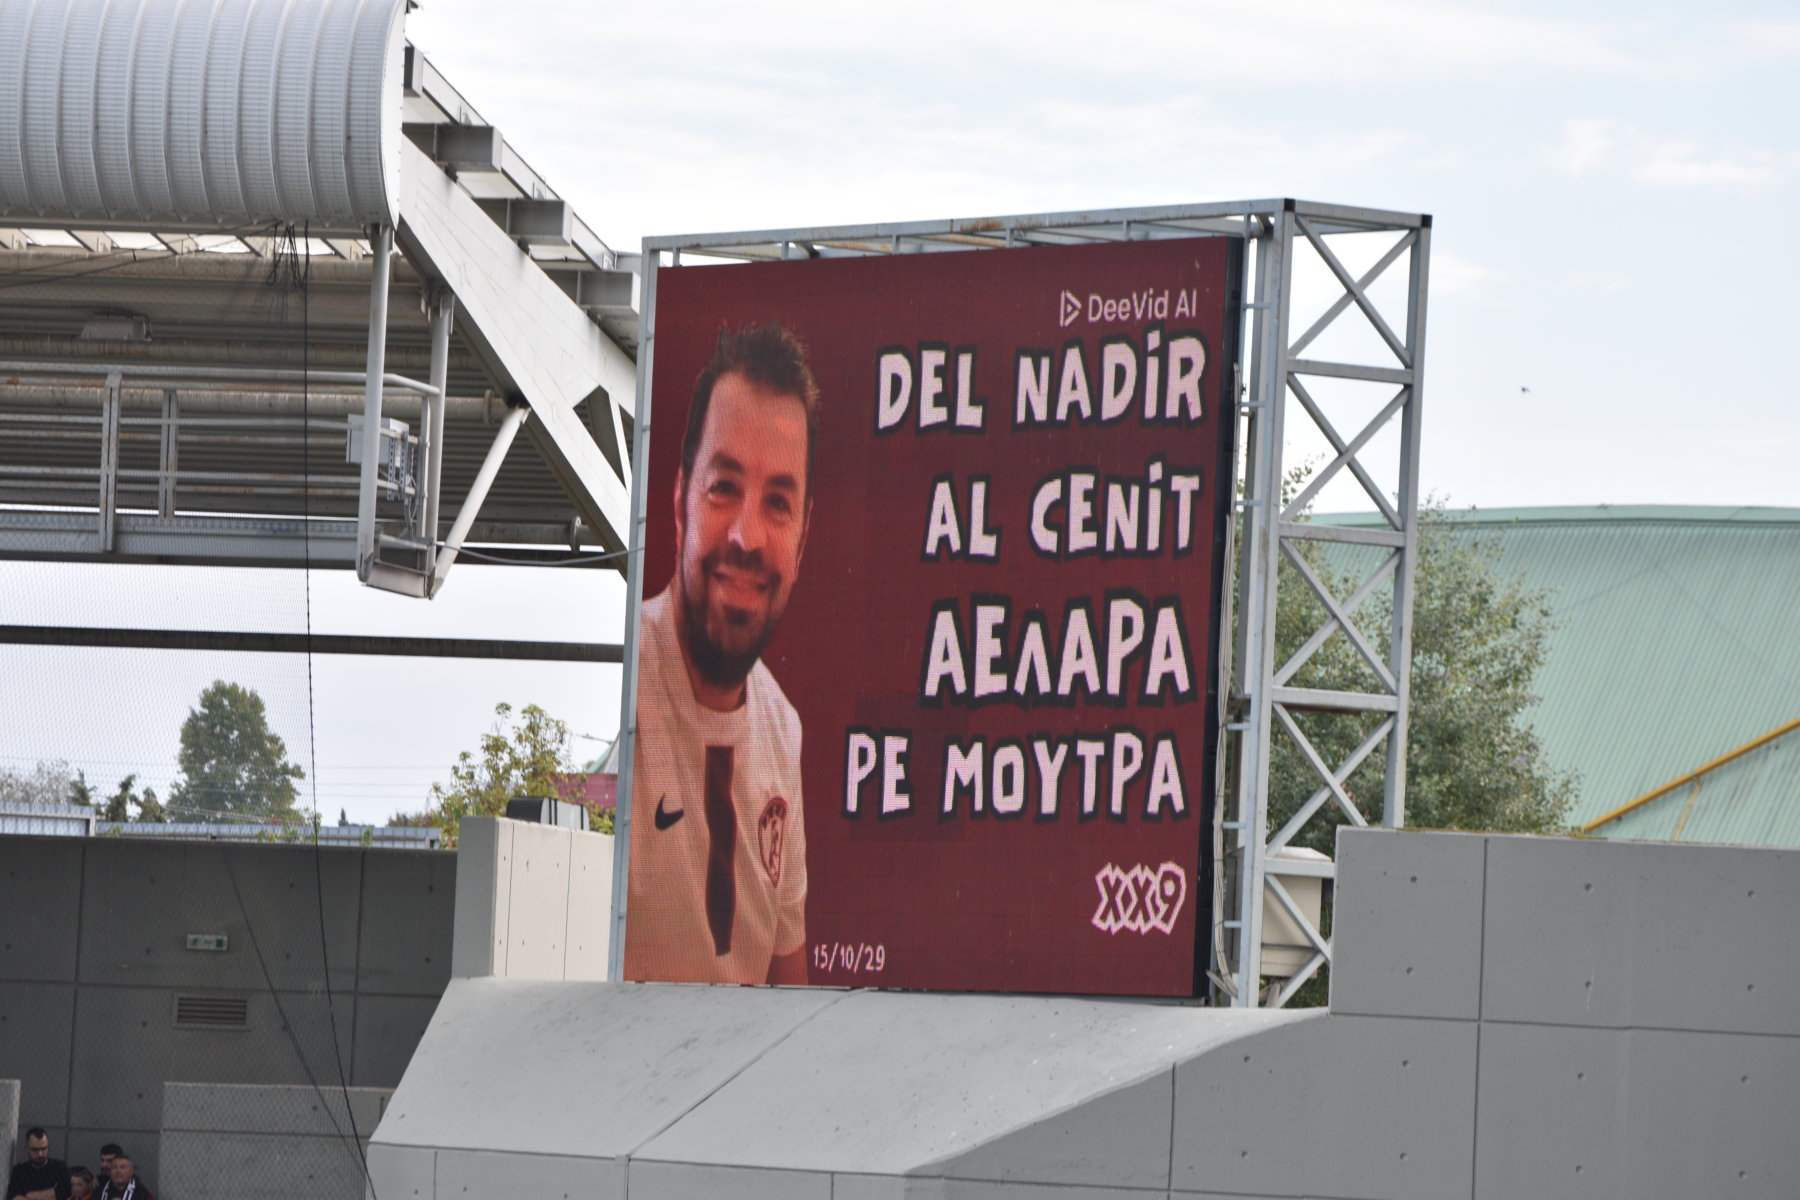 DeeVid AI
DEL NADiR
AL CENiT
ΑΕΛΑΡΑ
ΡΕ ΜΟΥΤΡΑ
XX9
15/10/29